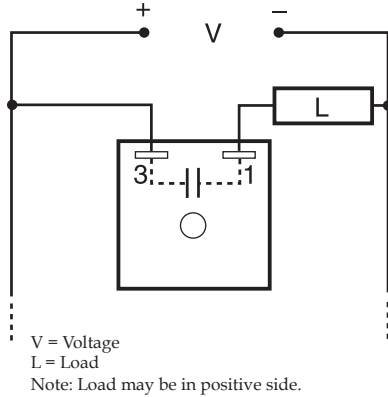 + V –
L
3 1
V = Voltage
L = Load
Note: Load may be in positive side.